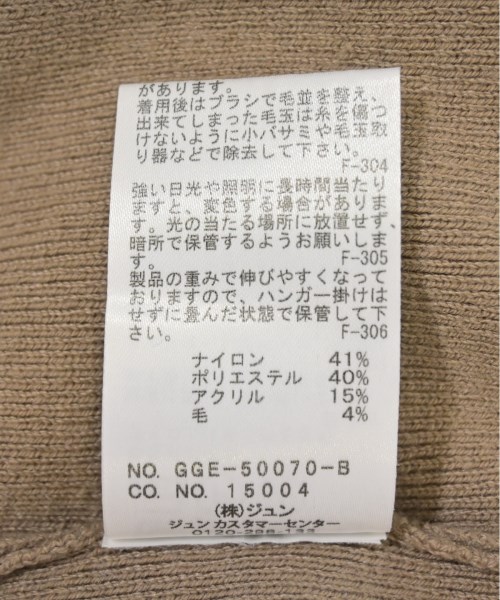 があります。
着用後はブラシで毛並を整え、
出来てしまった毛玉は糸を傷つ
けないように小バサミや毛玉取
り器などで除去して下さい。
F-304
強い日光や照明に長時間当たり
ますと、変色する場合がありま
す。光の当たる場所に放置せず、
暗所で保管するようお願いしま
す。
F-305
製品の重みで伸びやすくなって
おりますので、ハンガー掛けは
せずに畳んだ状態で保管して下
さい。
F-306
ナイロン 41%
ポリエステル 40%
アクリル 15%
毛 4%
NO. GGE-50070-B
CO. NO. 15004
(株)ジュン
ジュン カスタマーセンター
0120-298-133